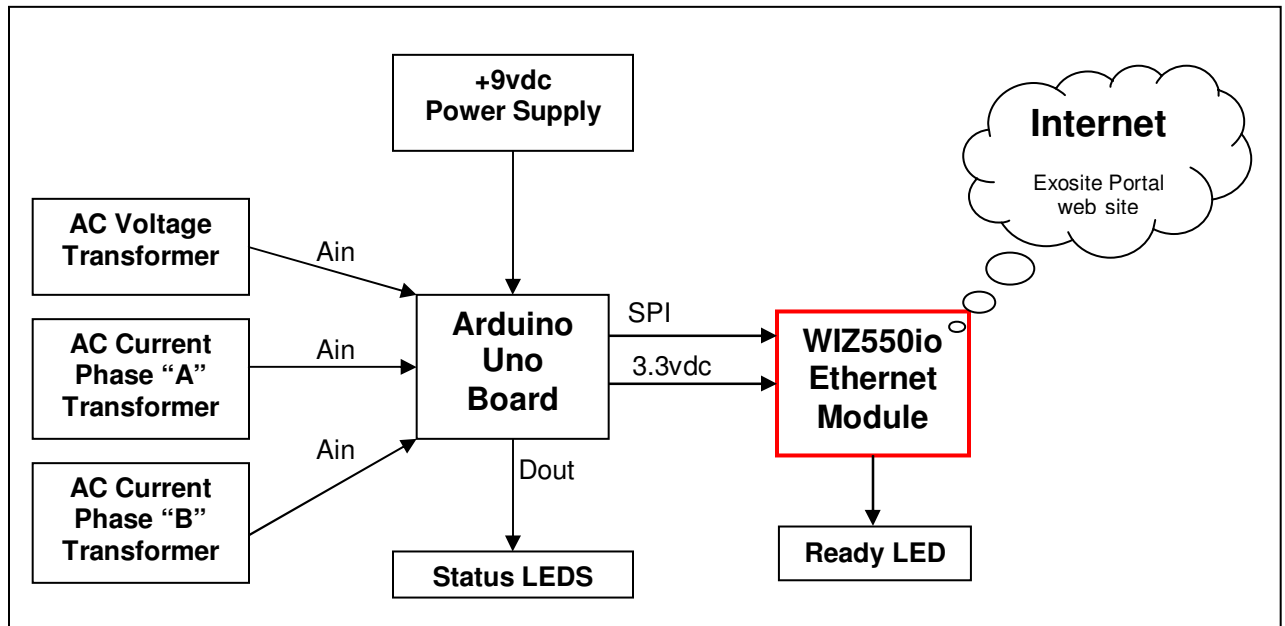 +9vdc
Power Supply
Internet
Exosite Portal
web site
AC Voltage
Transformer
Ain
AC Current
Phase “A”
Transformer
Ain
AC Current
Phase “B”
Transformer
Ain
Arduino
Uno
Board
SPI
3.3vdc
WIZ550io
Ethernet
Module
Dout
Status LEDS
Ready LED